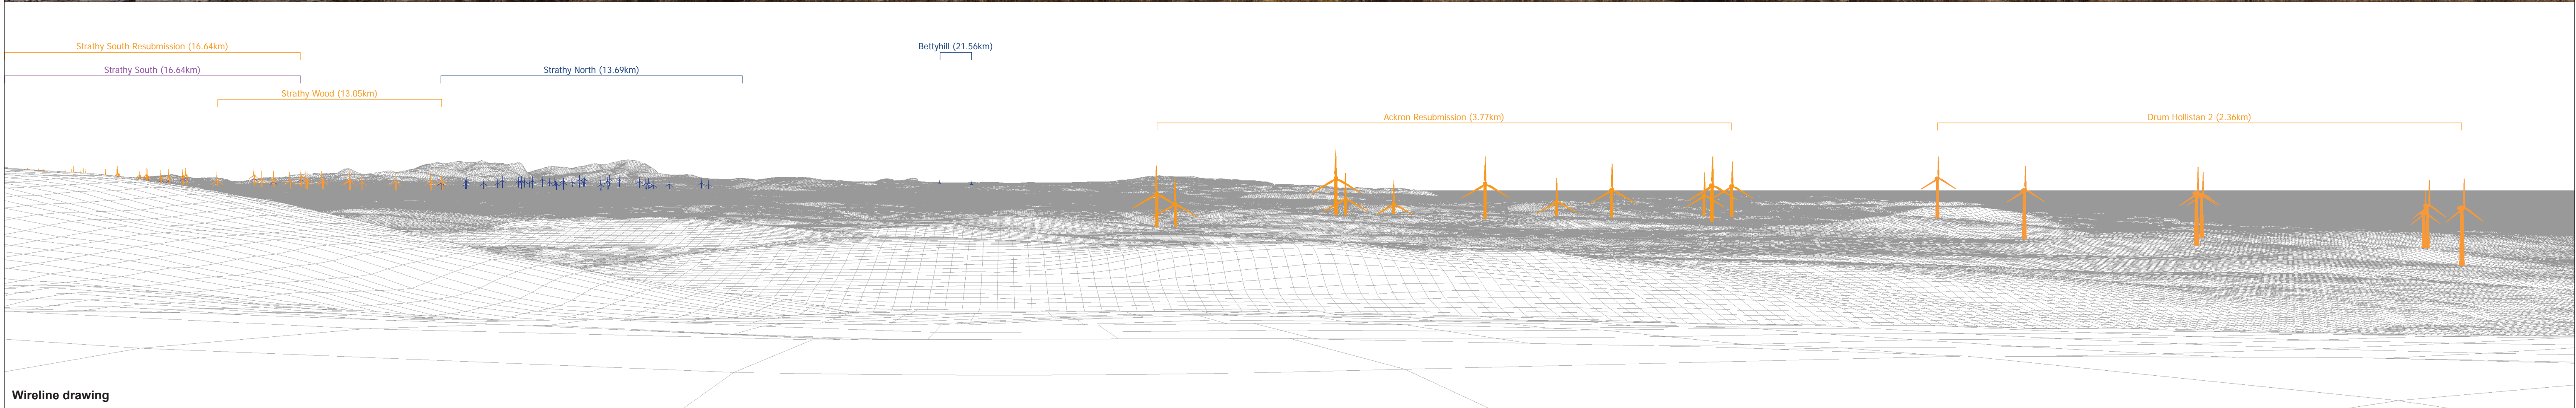 Strathy South Resubmission (16.64km)
Bettyhill (21.56km)
Strathy South (16.64km)
Strathy North (13.69km)
Strathy Wood (13.05km)
Ackron Resubmission (3.77km)
Drum Hollistan 2 (2.36km)
Wireline drawing